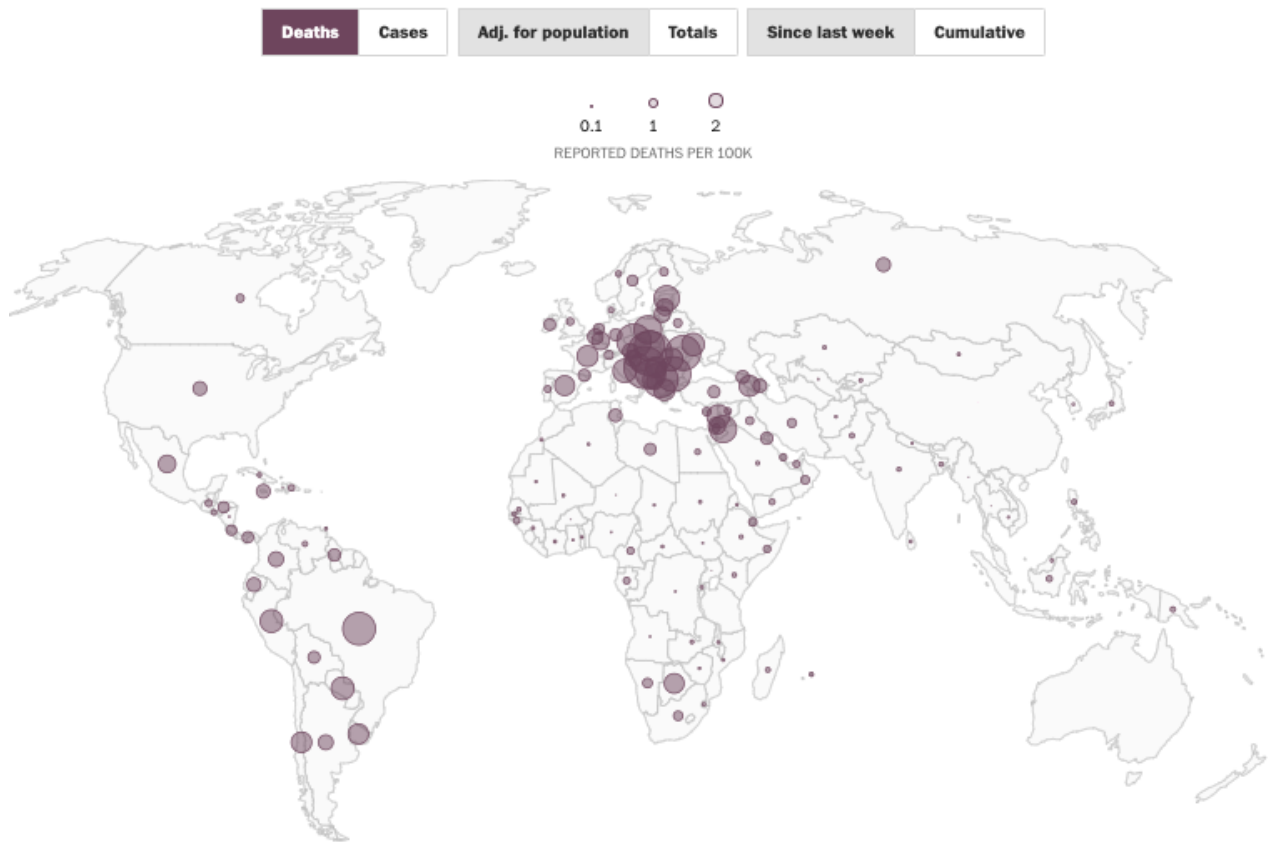 Deaths Cases Adj. for population Totals Since last week Cumulative
0.1 1 2
REPORTED DEATHS PER 100K